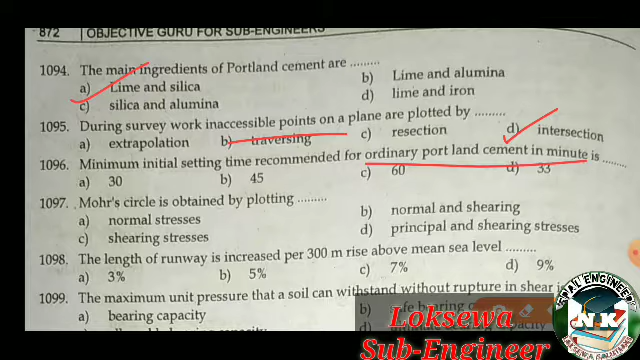 872 | OBJECTIVE GURU FOR SUB-ENGINEERS
1094. The main ingredients of Portland cement are .........
a) Lime and silica b) Lime and alumina
c) silica and alumina d) lime and iron
1095. During survey work inaccessible points on a plane are plotted by .........
a) extrapolation b) traversing c) resection d) intersection
1096. Minimum initial setting time recommended for ordinary port land cement in minute is ......
a) 30 b) 45 c) 60 d) 33
1097. Mohr's circle is obtained by plotting .........
a) normal stresses b) normal and shearing
c) shearing stresses d) principal and shearing stresses
1098. The length of runway is increased per 300 m rise above mean sea level .........
a) 3% b) 5% c) 7% d) 9%
1099. The maximum unit pressure that a soil can withstand without rupture in shear
a) bearing capacity b)
d) capacity
Loksewa
Sub-Engineer
NK